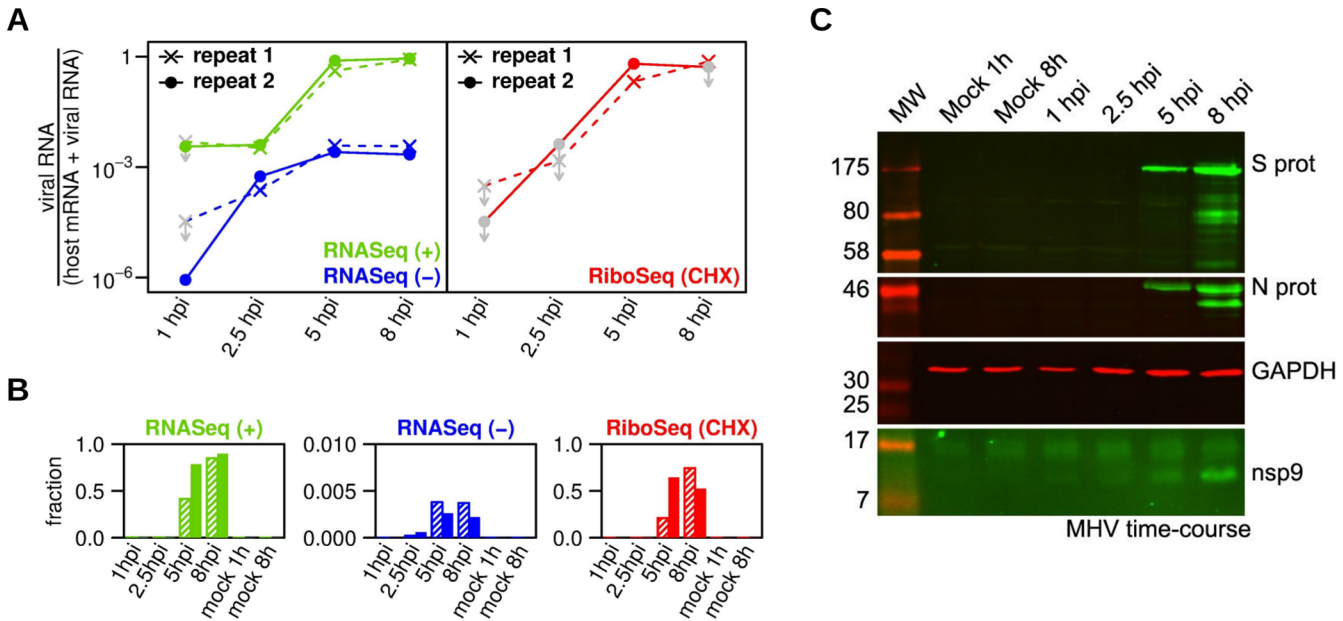 A
viral RNA
(host mRNA + viral RNA)
1
10⁻³
10⁻⁶
repeat 1
repeat 2
RNASeq (+)
RNASeq (−)
1 hpi
2.5 hpi
5 hpi
8 hpi
repeat 1
repeat 2
RiboSeq (CHX)
1 hpi
2.5 hpi
5 hpi
8 hpi
B
fraction
RNASeq (+)
1.0
0.5
0.0
1hpi
2.5hpi
5hpi
8hpi
mock 1h
mock 8h
RNASeq (−)
0.010
0.005
0.000
1hpi
2.5hpi
5hpi
8hpi
mock 1h
mock 8h
RiboSeq (CHX)
1.0
0.5
0.0
1hpi
2.5hpi
5hpi
8hpi
mock 1h
mock 8h
C
MW
Mock 1h
Mock 8h
1 hpi
2.5 hpi
5 hpi
8 hpi
175
80
58
S prot
46
N prot
30
25
GAPDH
17
7
nsp9
MHV time-course